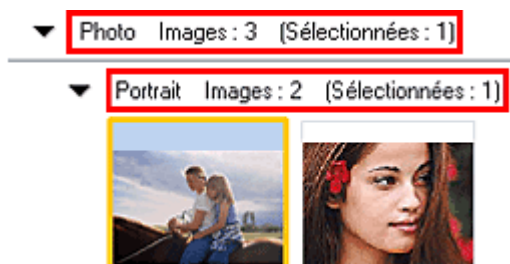 Photo Images : 3 (Sélectionnées : 1)
Portrait Images : 2 (Sélectionnées : 1)